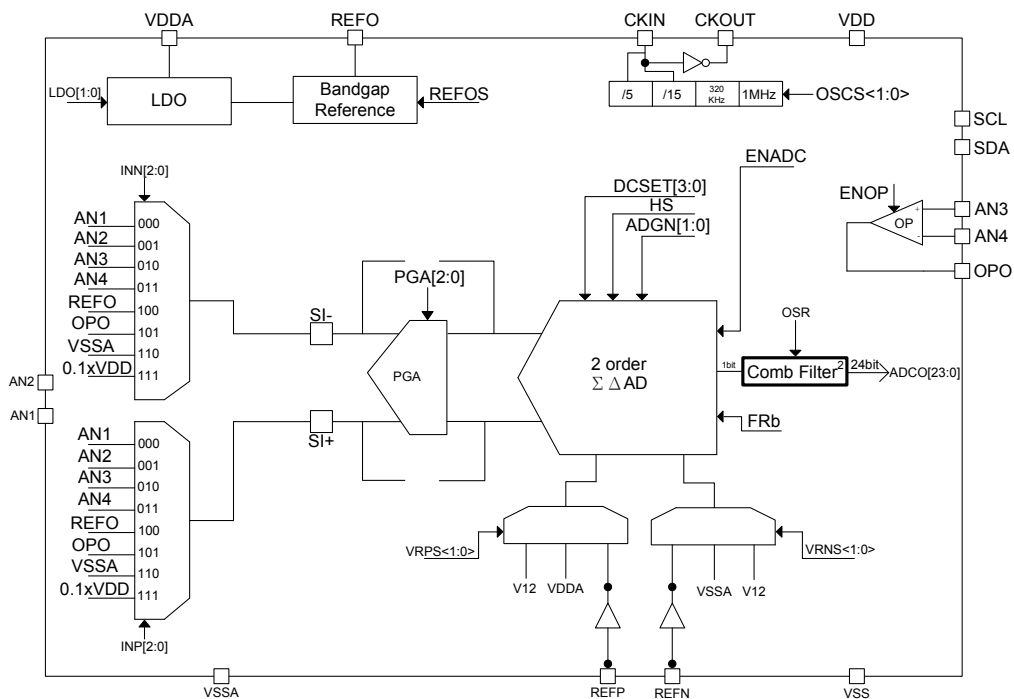 VDDA
REFO
CKIN
CKOUT
VDD
LDO[1:0]
LDO
Bandgap
Reference
REFOS
/5
/15
320
KHz
1MHz
OSCS<1:0>
SCL
SDA
INN[2:0]
AN1
000
AN2
001
AN3
010
AN4
011
REFO
100
OPO
101
VSSA
110
0.1xVDD
111
SI-
PGA[2:0]
PGA
DCSET[3:0]
HS
ADGN[1:0]
ENADC
2 order
Σ Δ AD
1bit
OSR
Comb Filter2
24bit
ADCO[23:0]
FRb
ENOP
+
OP
-
AN3
AN4
OPO
AN2
AN1
AN1
000
AN2
001
AN3
010
AN4
011
REFO
100
OPO
101
VSSA
110
0.1xVDD
111
INP[2:0]
SI+
VRPS<1:0>
V12
VDDA
VSSA
V12
VRNS<1:0>
VSSA
REFP
REFN
VSS